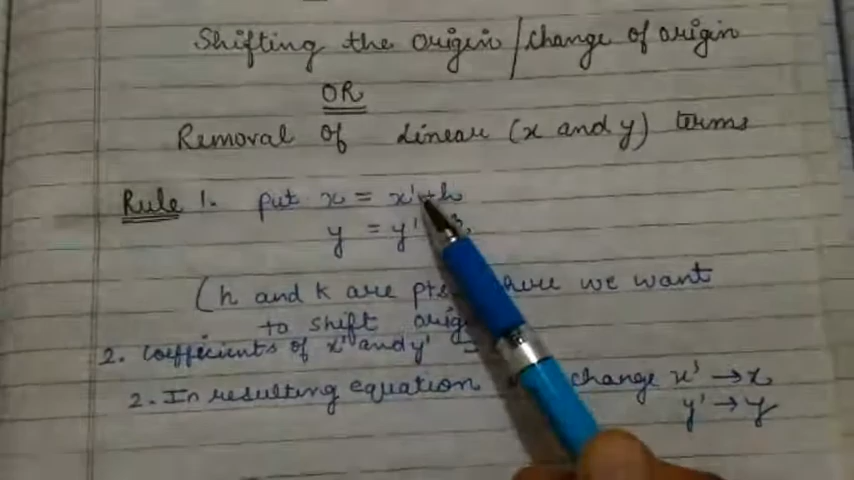 Shifting the origin / change of origin
OR
Removal of Linear (x and y) terms
Rule 1. put x = x' + h
y = y'
(h and k are pts. where we want
to shift origin
2. Coefficients of x' and y' =
2. In resulting equation change x' → x
y' → y